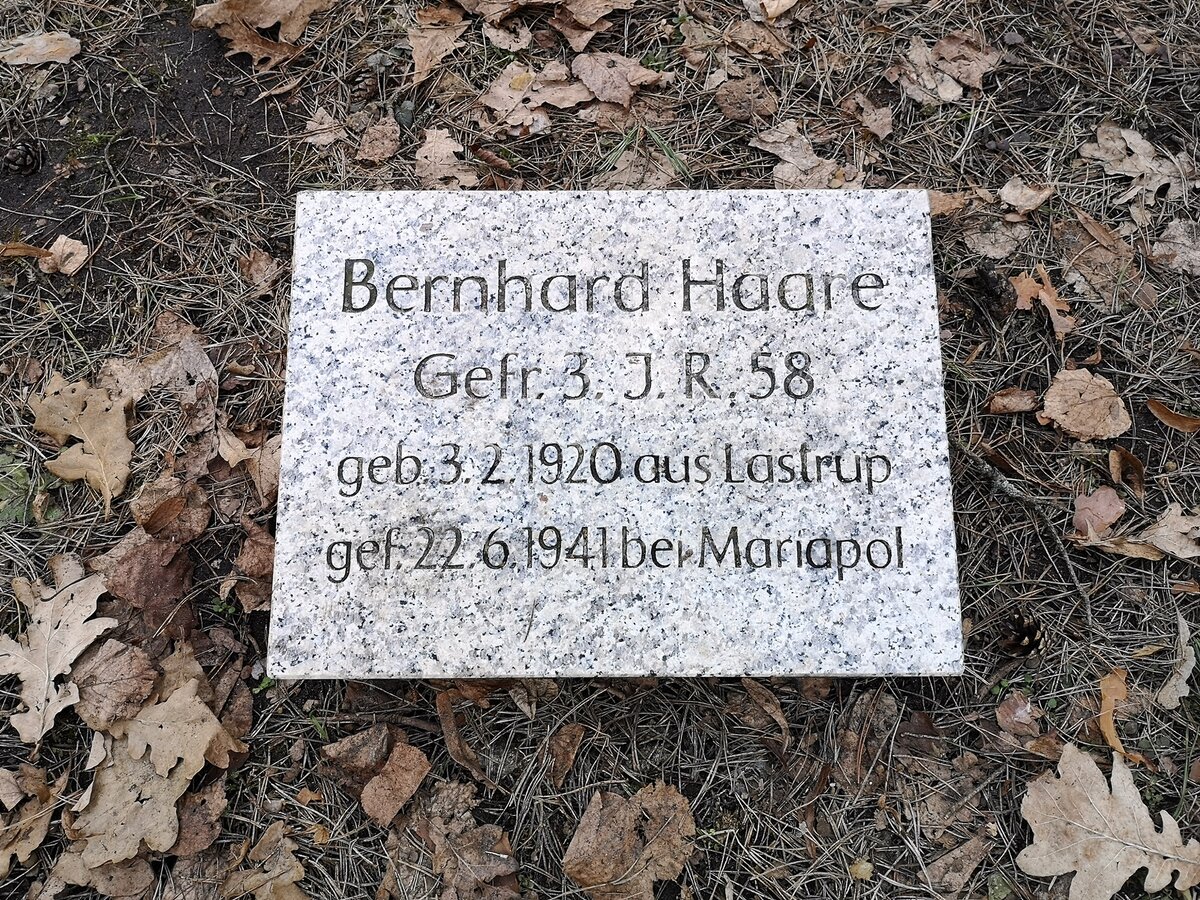 Bernhard Haare
Gefr. 3. J. R. 58
geb. 3. 2. 1920 aus Lastrup
gef. 22. 6. 1941 bei Mariapol